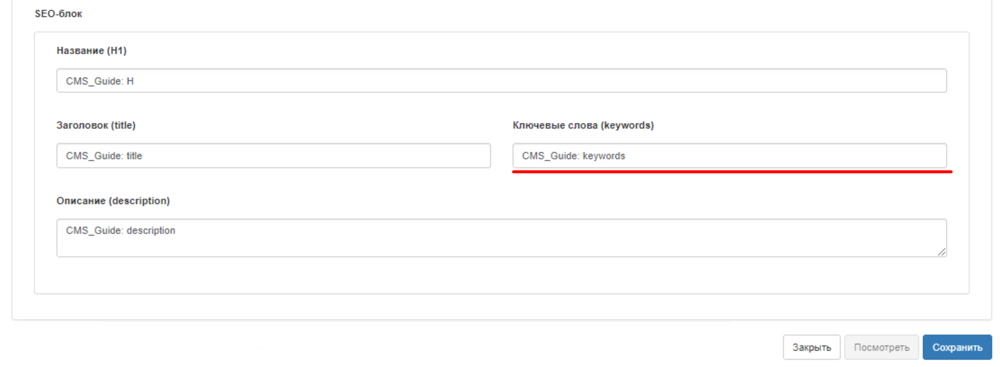 SEO-блок
Название (H1)
CMS_Guide: H
Заголовок (title)
Ключевые слова (keywords)
CMS_Guide: title
CMS_Guide: keywords
Описание (description)
CMS_Guide: description
Закрыть
Посмотреть
Сохранить